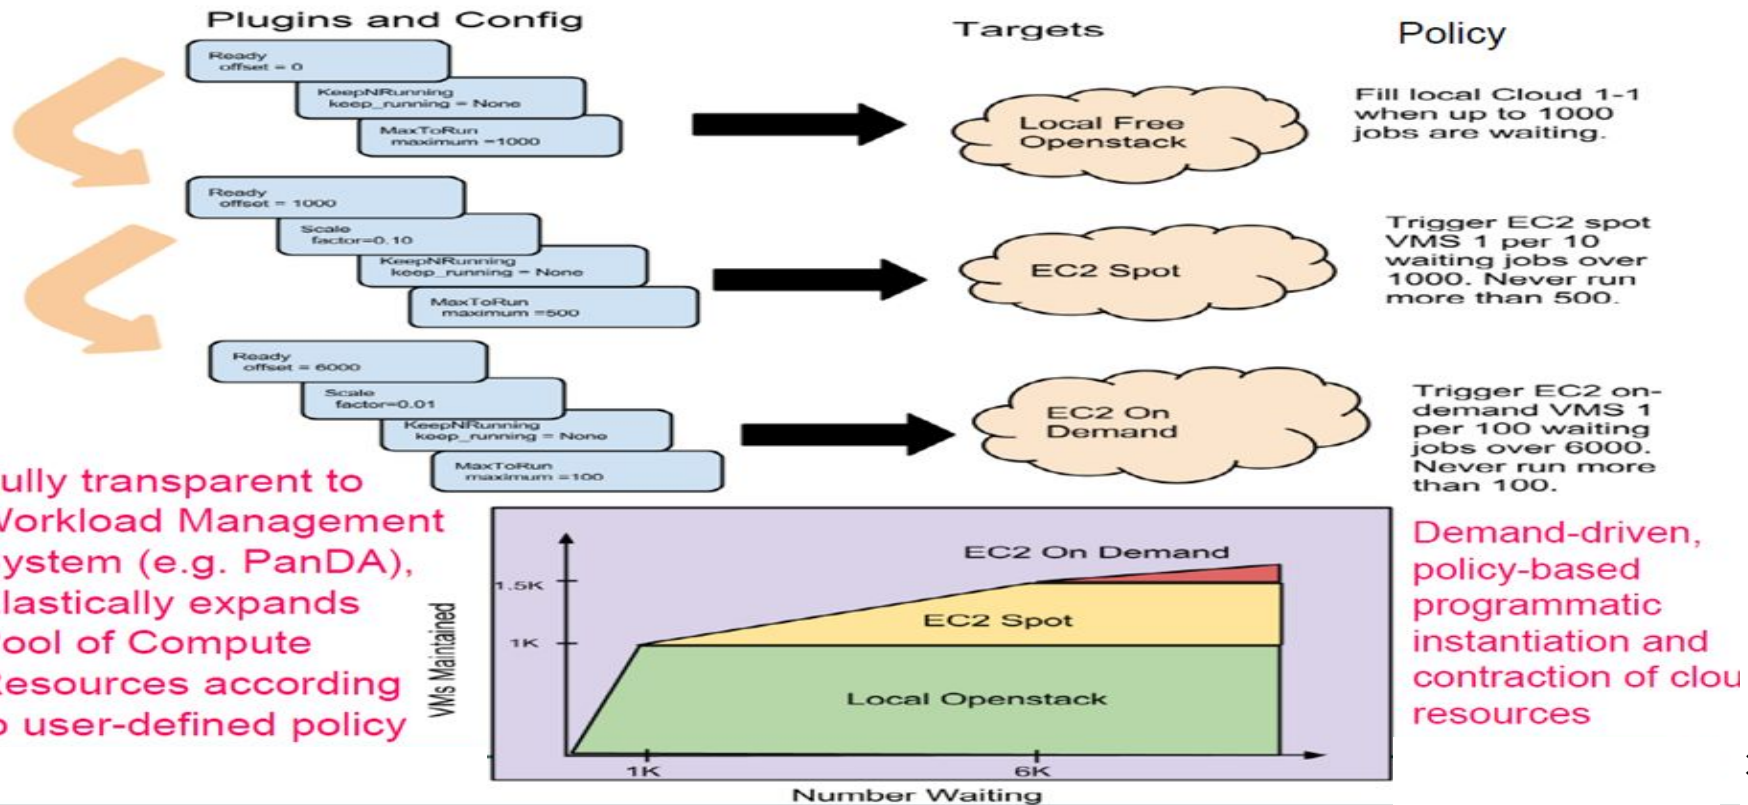 Plugins and Config
Targets
Policy
Ready
offset = 0
KeepNRunning
keep_running = None
MaxToRun
maximum =1000
Local Free
Openstack
Fill local Cloud 1-1
when up to 1000
jobs are waiting.
Ready
offset = 1000
Scale
factor=0.10
KeepNRunning
keep_running = None
MaxToRun
maximum =500
EC2 Spot
Trigger EC2 spot
VMS 1 per 10
waiting jobs over
1000. Never run
more than 500.
Ready
offset = 6000
Scale
factor=0.01
KeepNRunning
keep_running = None
MaxToRun
maximum =100
EC2 On
Demand
Trigger EC2 on-
demand VMS 1
per 100 waiting
jobs over 6000.
Never run more
than 100.
ully transparent to
Workload Management
ystem (e.g. PanDA),
lastically expands
ool of Compute
esources according
o user-defined policy
VMs Maintained
1.5K
1K
EC2 On Demand
EC2 Spot
Local Openstack
1K
6K
Number Waiting
Demand-driven,
policy-based
programmatic
instantiation and
contraction of clou
resources